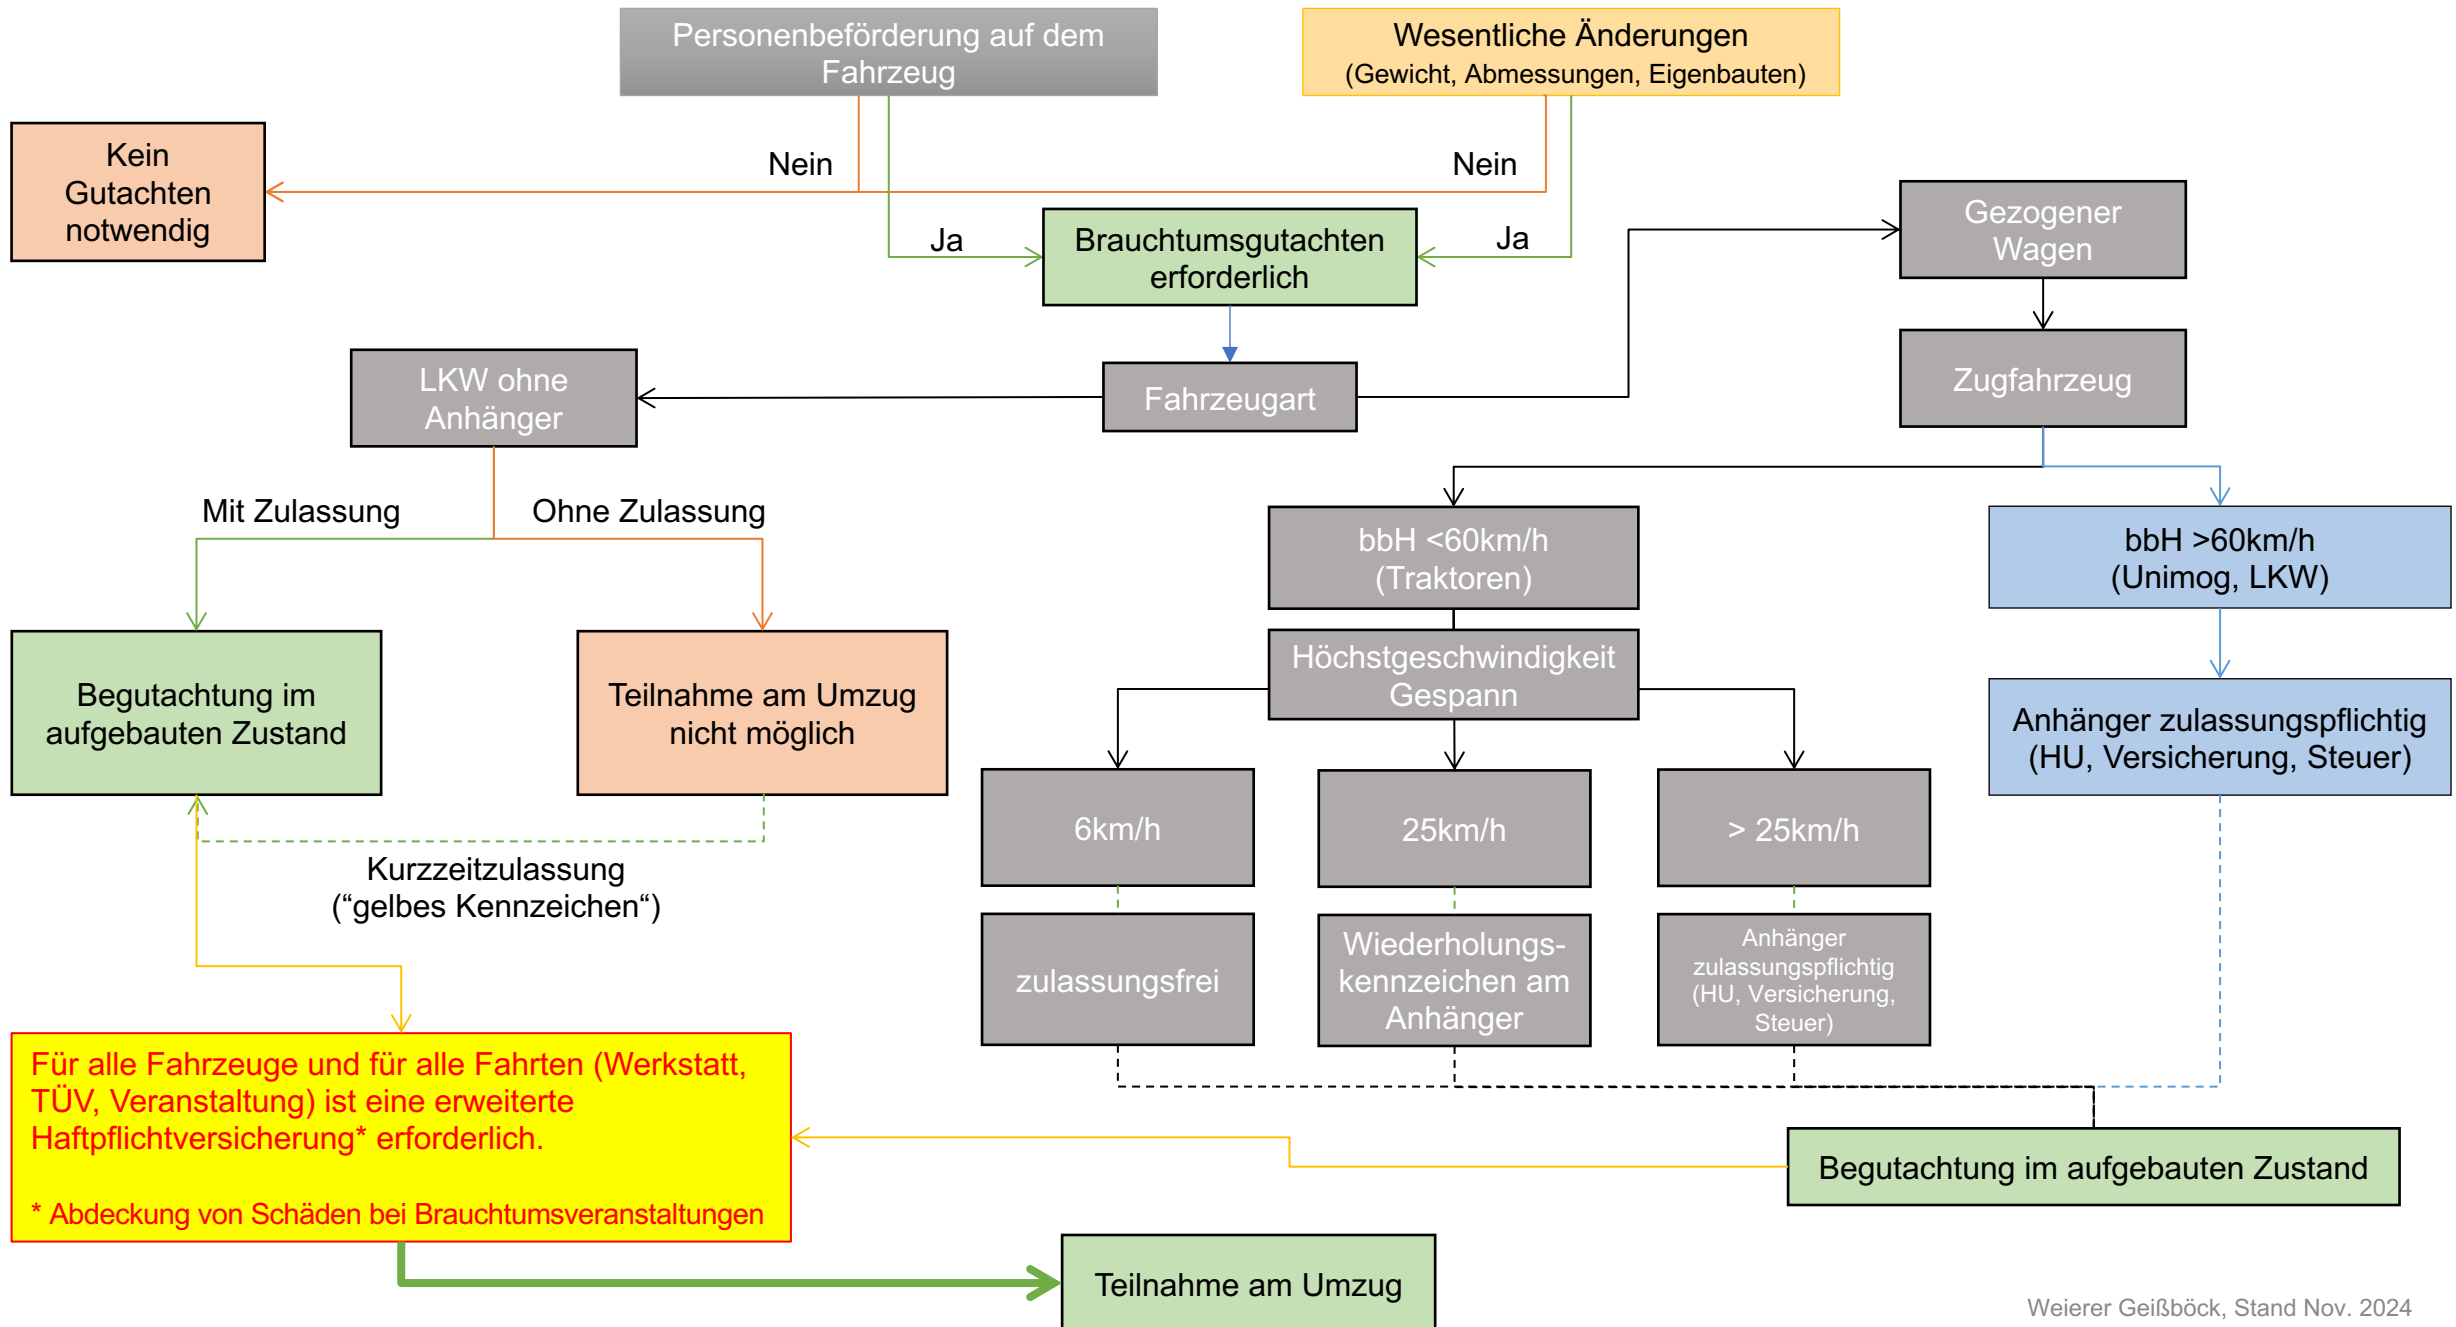 Personenbeförderung auf dem
Fahrzeug
Wesentliche Änderungen
(Gewicht, Abmessungen, Eigenbauten)
Kein
Gutachten
notwendig
Nein
Nein
Ja
Brauchtumsgutachten
erforderlich
Ja
Gezogener
Wagen
LKW ohne
Anhänger
Fahrzeugart
Zugfahrzeug
Mit Zulassung
Ohne Zulassung
bbH <60km/h
(Traktoren)
bbH >60km/h
(Unimog, LKW)
Begutachtung im
aufgebauten Zustand
Teilnahme am Umzug
nicht möglich
Höchstgeschwindigkeit
Gespann
Anhänger zulassungspflichtig
(HU, Versicherung, Steuer)
6km/h
25km/h
> 25km/h
Kurzzeitzulassung
(“gelbes Kennzeichen“)
zulassungsfrei
Wiederholungs-
kennzeichen am
Anhänger
Anhänger
zulassungspflichtig
(HU, Versicherung,
Steuer)
Für alle Fahrzeuge und für alle Fahrten (Werkstatt,
TÜV, Veranstaltung) ist eine erweiterte
Haftpflichtversicherung* erforderlich.
* Abdeckung von Schäden bei Brauchtumsveranstaltungen
Begutachtung im aufgebauten Zustand
Teilnahme am Umzug
Weierer Geißböck, Stand Nov. 2024